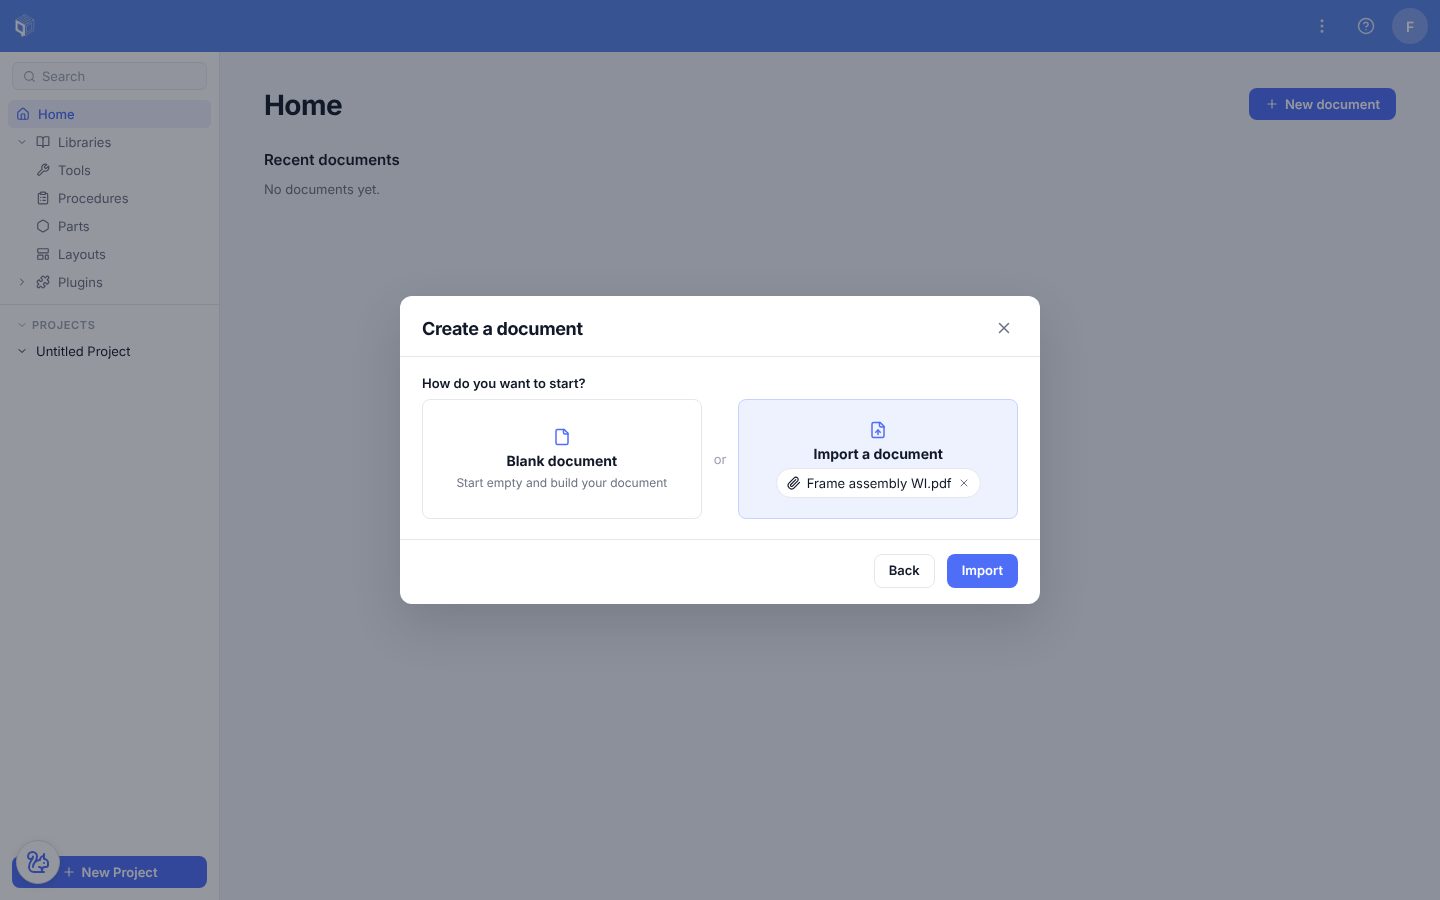 F
Search
Home
Libraries
Tools
Procedures
Parts
Layouts
Plugins
PROJECTS
Untitled Project
New Project
Home
New document
Recent documents
No documents yet.
Create a document
How do you want to start?
Blank document
Start empty and build your document
or
Import a document
Frame assembly WI.pdf
Back
Import